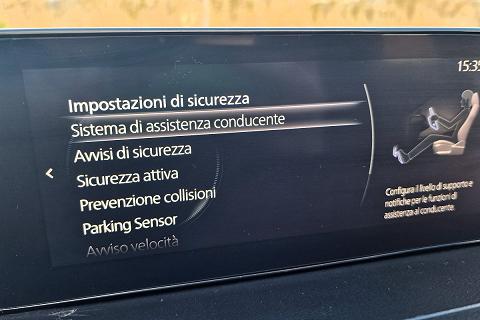 15:35
Impostazioni di sicurezza
Sistema di assistenza conducente
Avvisi di sicurezza
Sicurezza attiva
Prevenzione collisioni
Parking Sensor
Avviso velocità
Configura il livello di supporto e
notifiche per le funzioni di
assistenza al conducente.